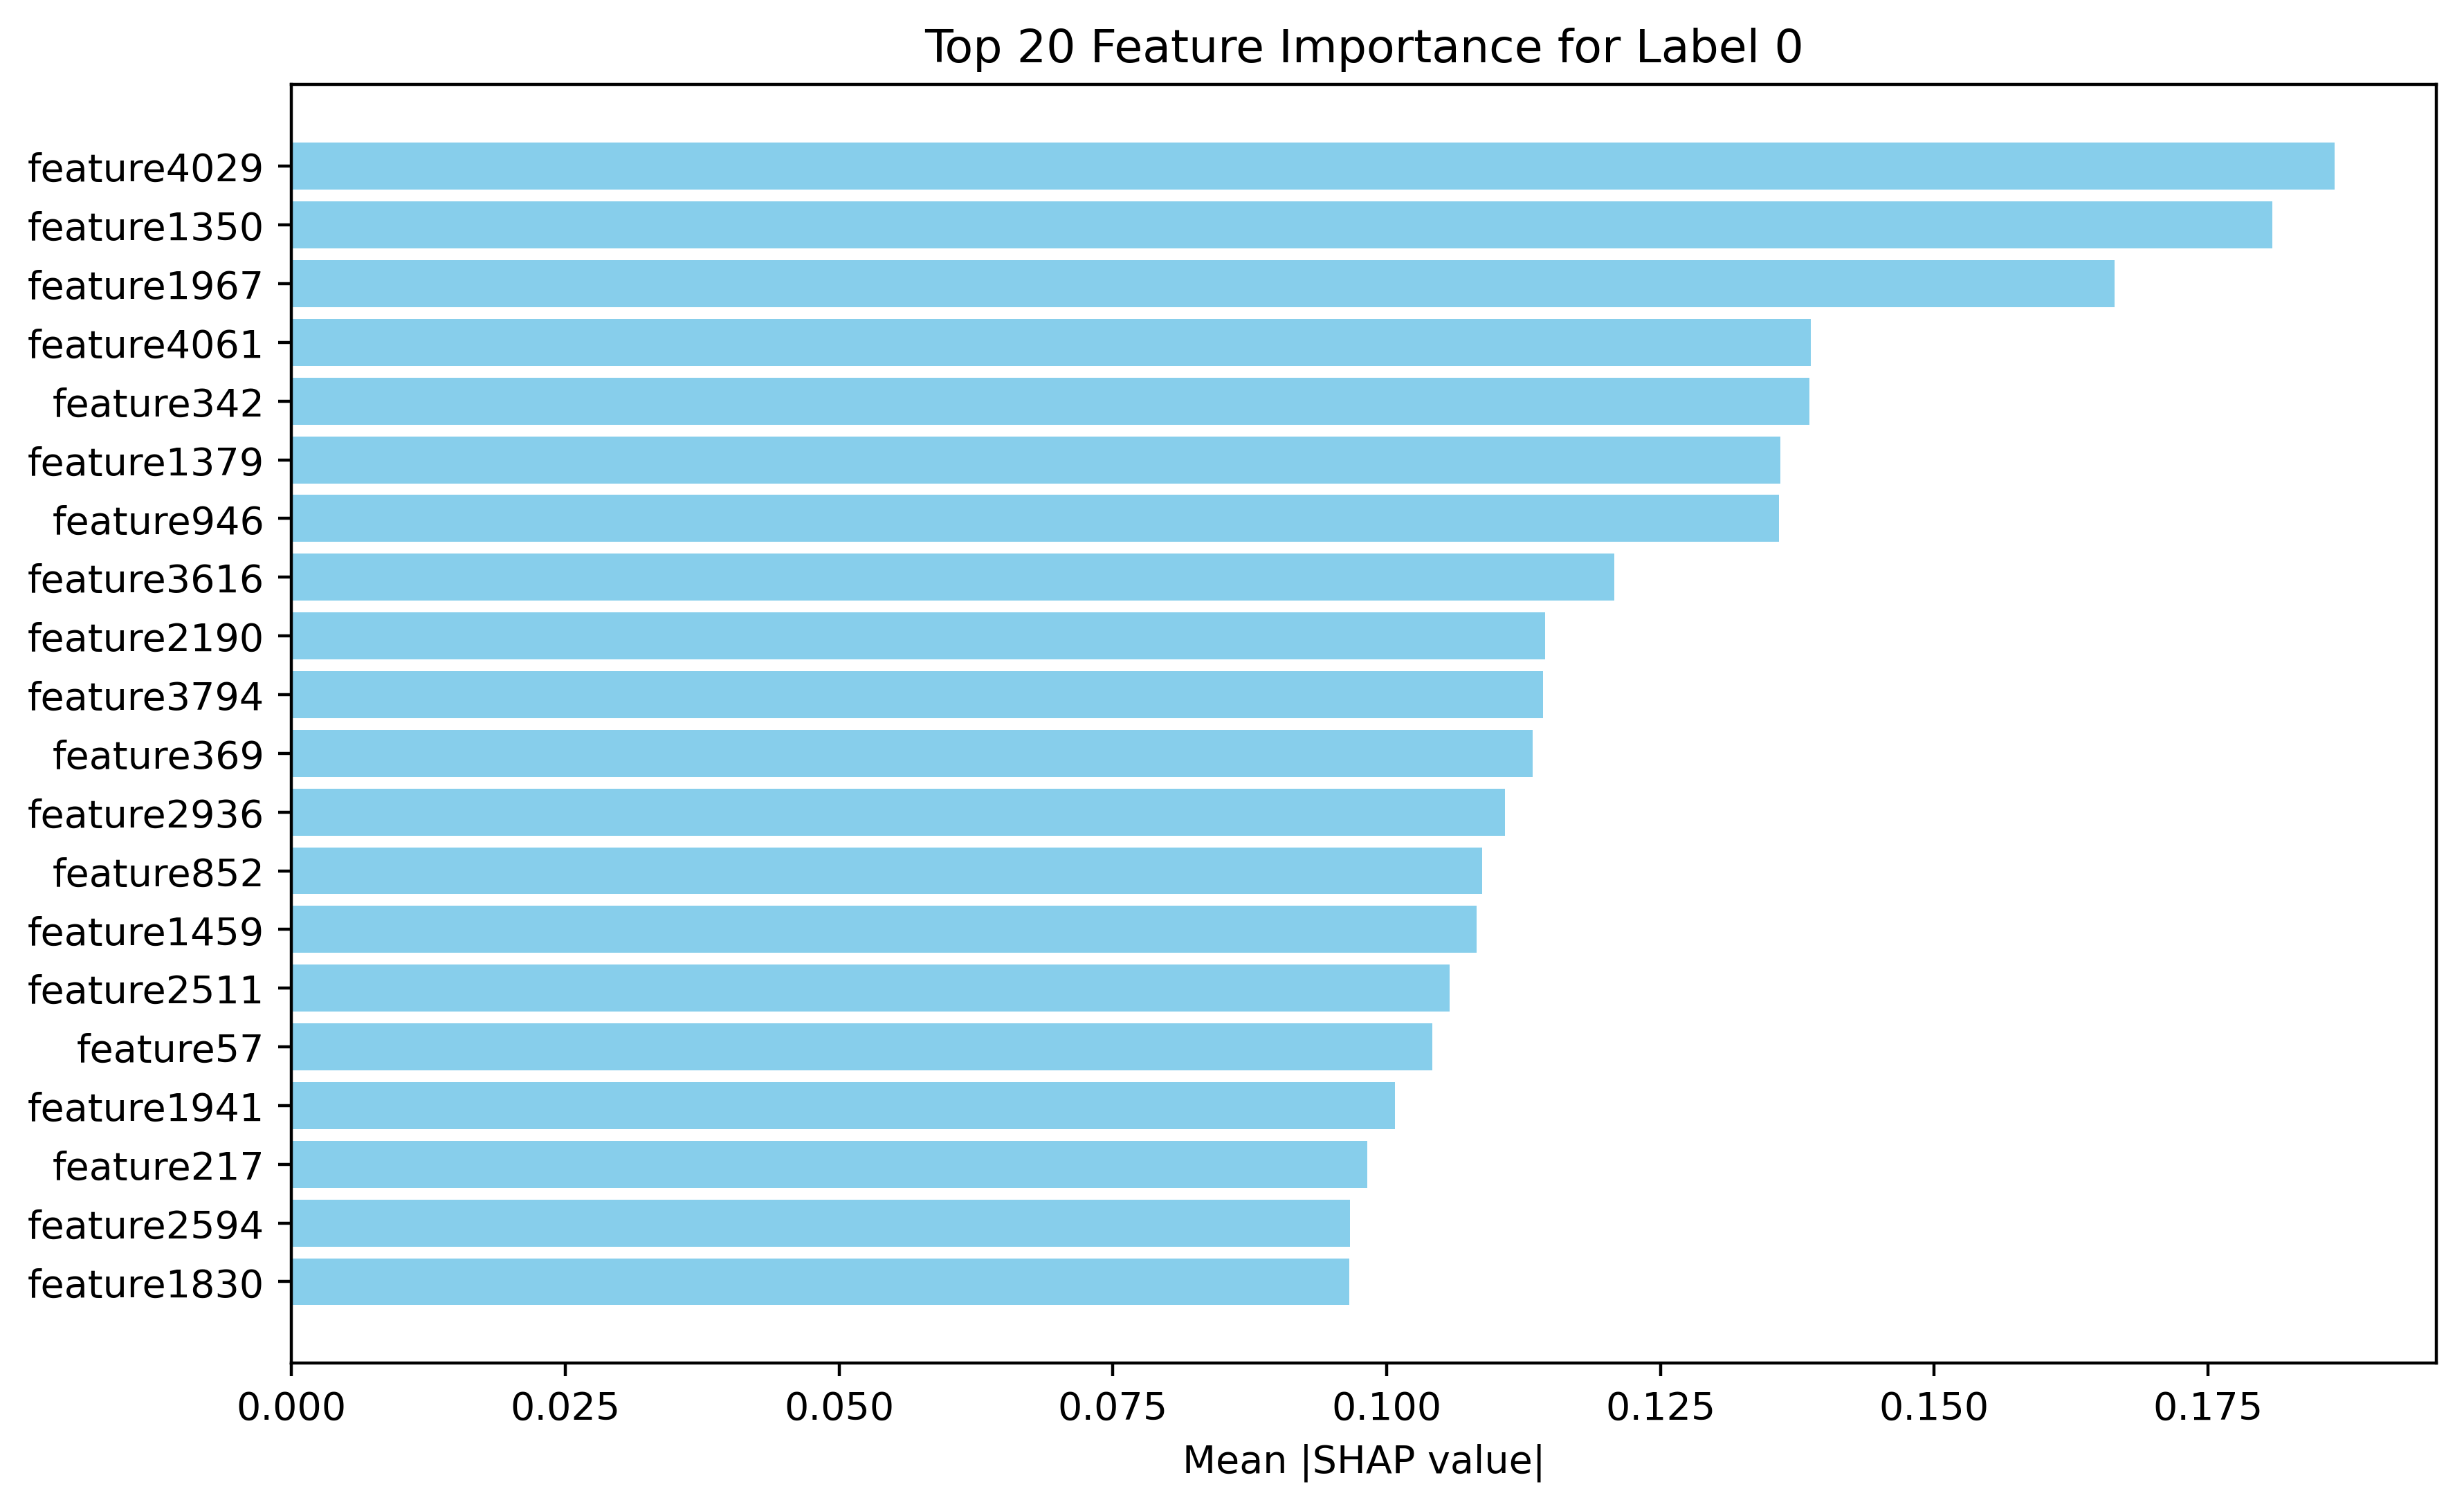 Top 20 Feature Importance for Label 0
feature4029
feature1350
feature1967
feature4061
feature342
feature1379
feature946
feature3616
feature2190
feature3794
feature369
feature2936
feature852
feature1459
feature2511
feature57
feature1941
feature217
feature2594
feature1830
0.000 0.025 0.050 0.075 0.100 0.125 0.150 0.175
Mean |SHAP value|